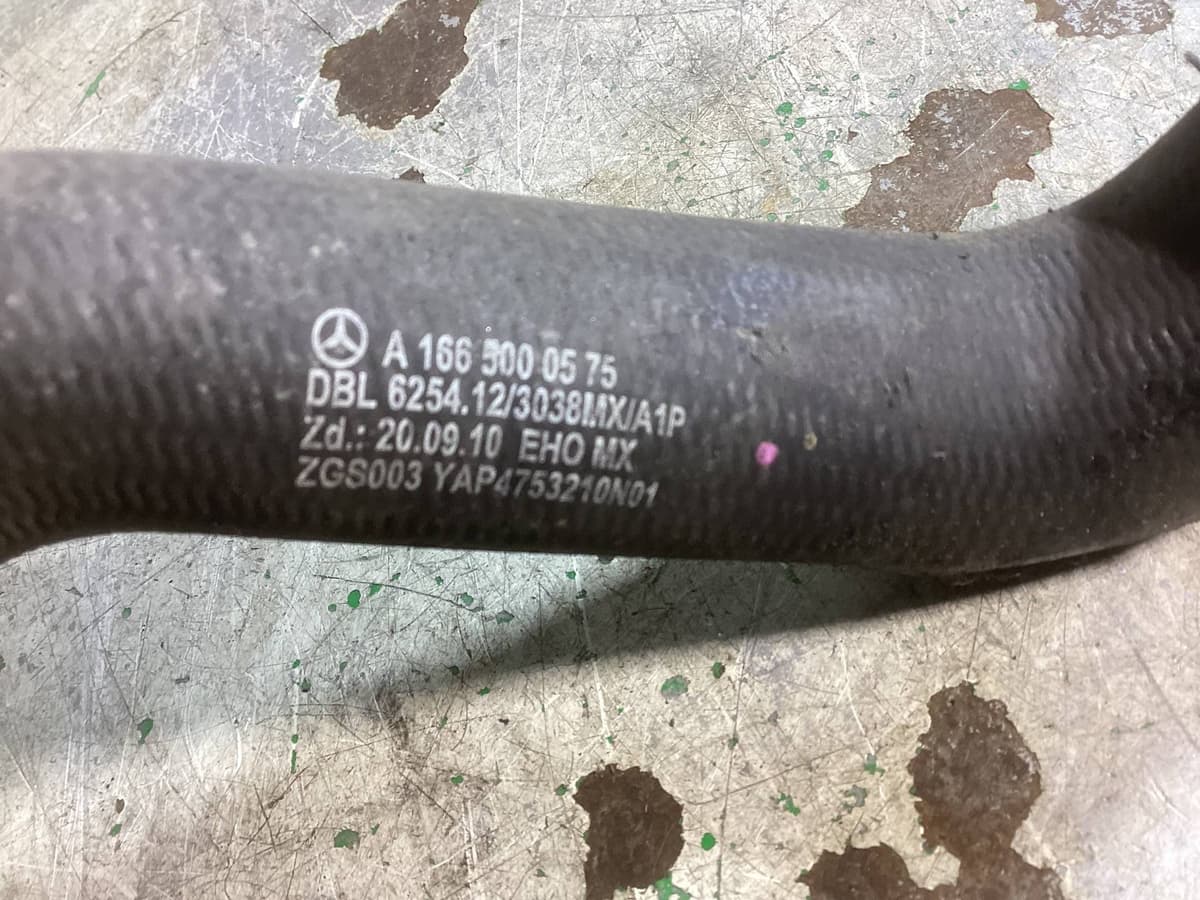 A 166 500 05 75
DBL 6254.12/3038MX/A1P
Zd.: 20.09.10 EHO MX
ZGS003 YAP4753210N01